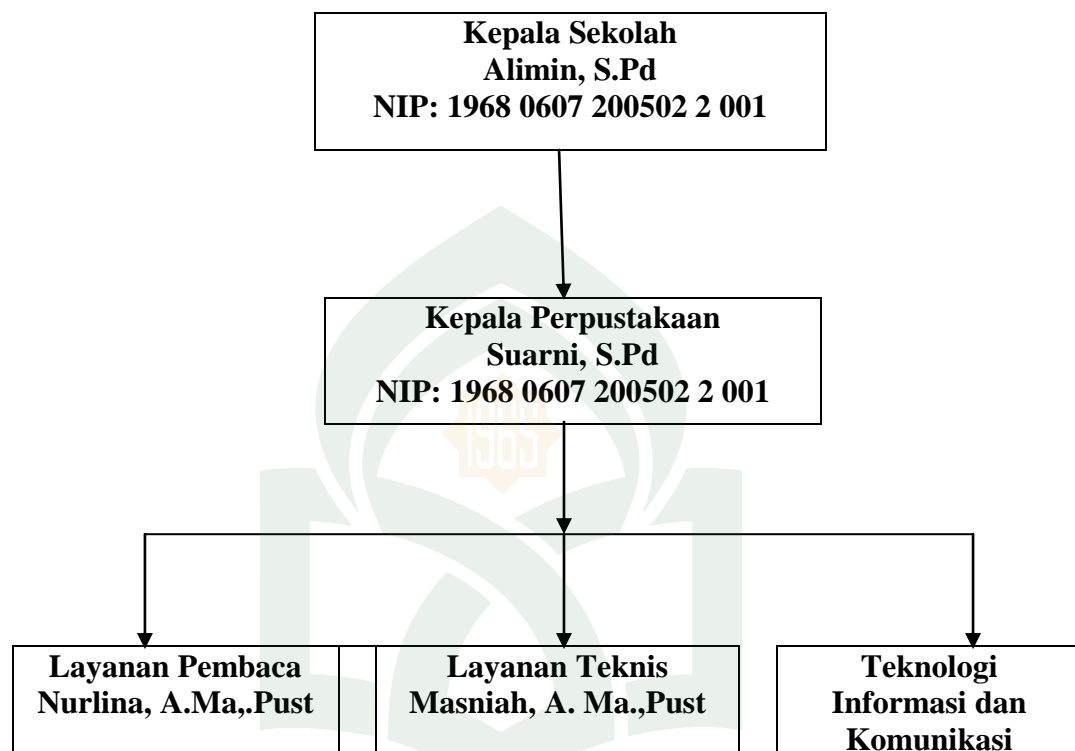 Kepala Sekolah
Alimin, S.Pd
NIP: 1968 0607 200502 2 001
Kepala Perpustakaan
Suarni, S.Pd
NIP: 1968 0607 200502 2 001
1965
Layanan Pembaca
Nurlina, A.Ma,.Pust
Layanan Teknis
Masniah, A. Ma.,Pust
Teknologi
Informasi dan
Komunikasi